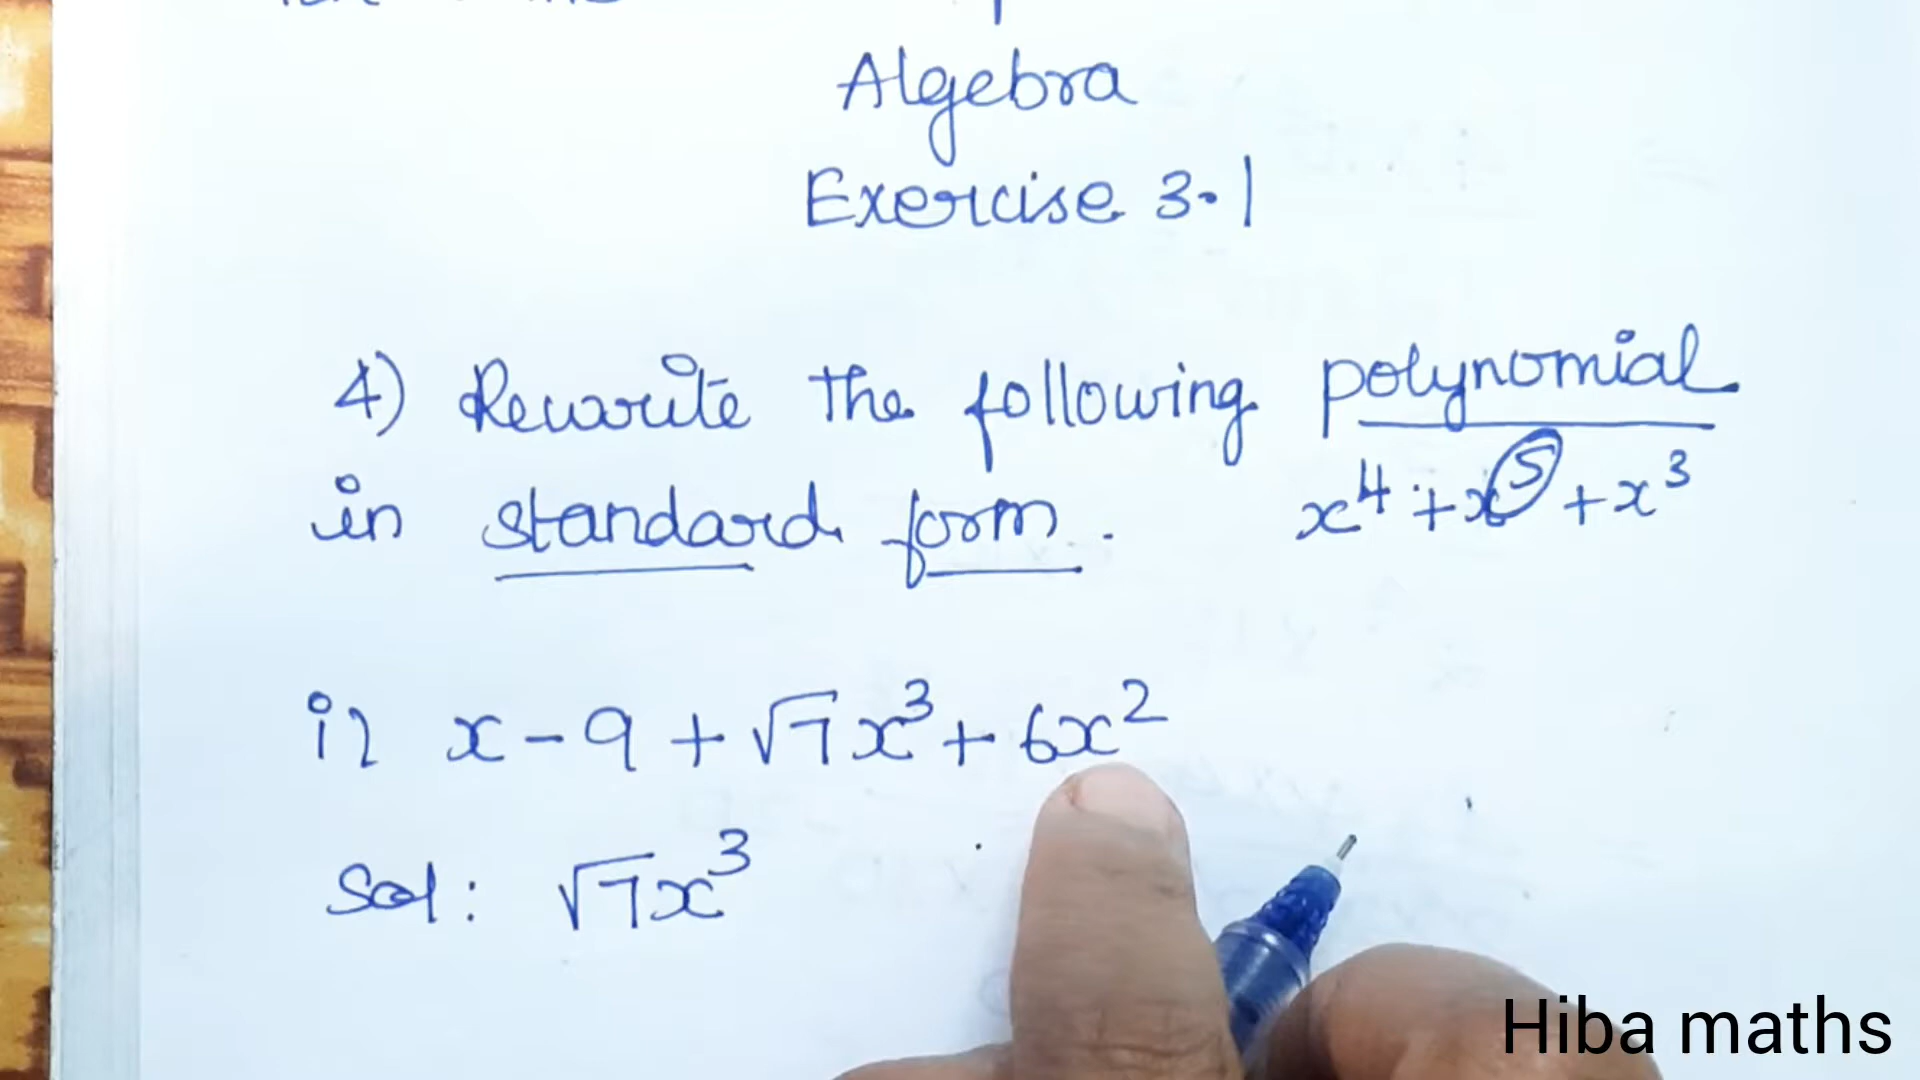 Algebra
Exercise 3.1
4) Rewrite the following polynomial
in standard form.
x⁴ + x⁵ + x³
i) x - 9 + √7x³ + 6x²
Sol: √7x³
Hiba maths